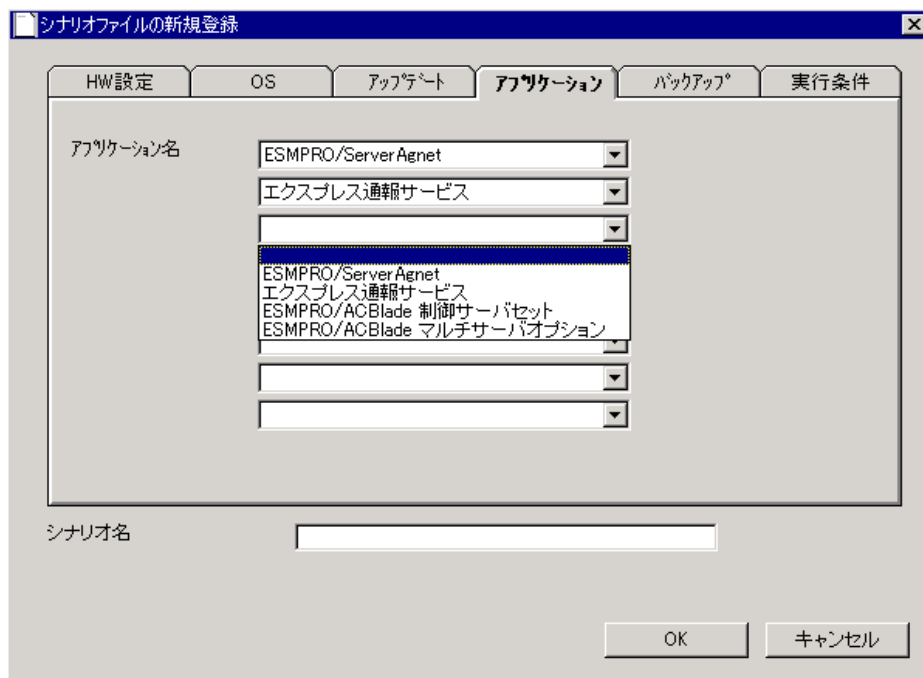 シナリオファイルの新規登録
HW設定 OS ｱｯﾌﾟﾃﾞｰﾄ ｱﾌﾟﾘｹｰｼｮﾝ ﾊﾞｯｸｱｯﾌﾟ 実行条件
ｱﾌﾟﾘｹｰｼｮﾝ名
ESMPRO/ServerAgnet
エクスプレス通報サービス
ESMPRO/ServerAgnet
エクスプレス通報サービス
ESMPRO/ACBlade 制御サーバセット
ESMPRO/ACBlade マルチサーバオプション
シナリオ名
OK キャンセル